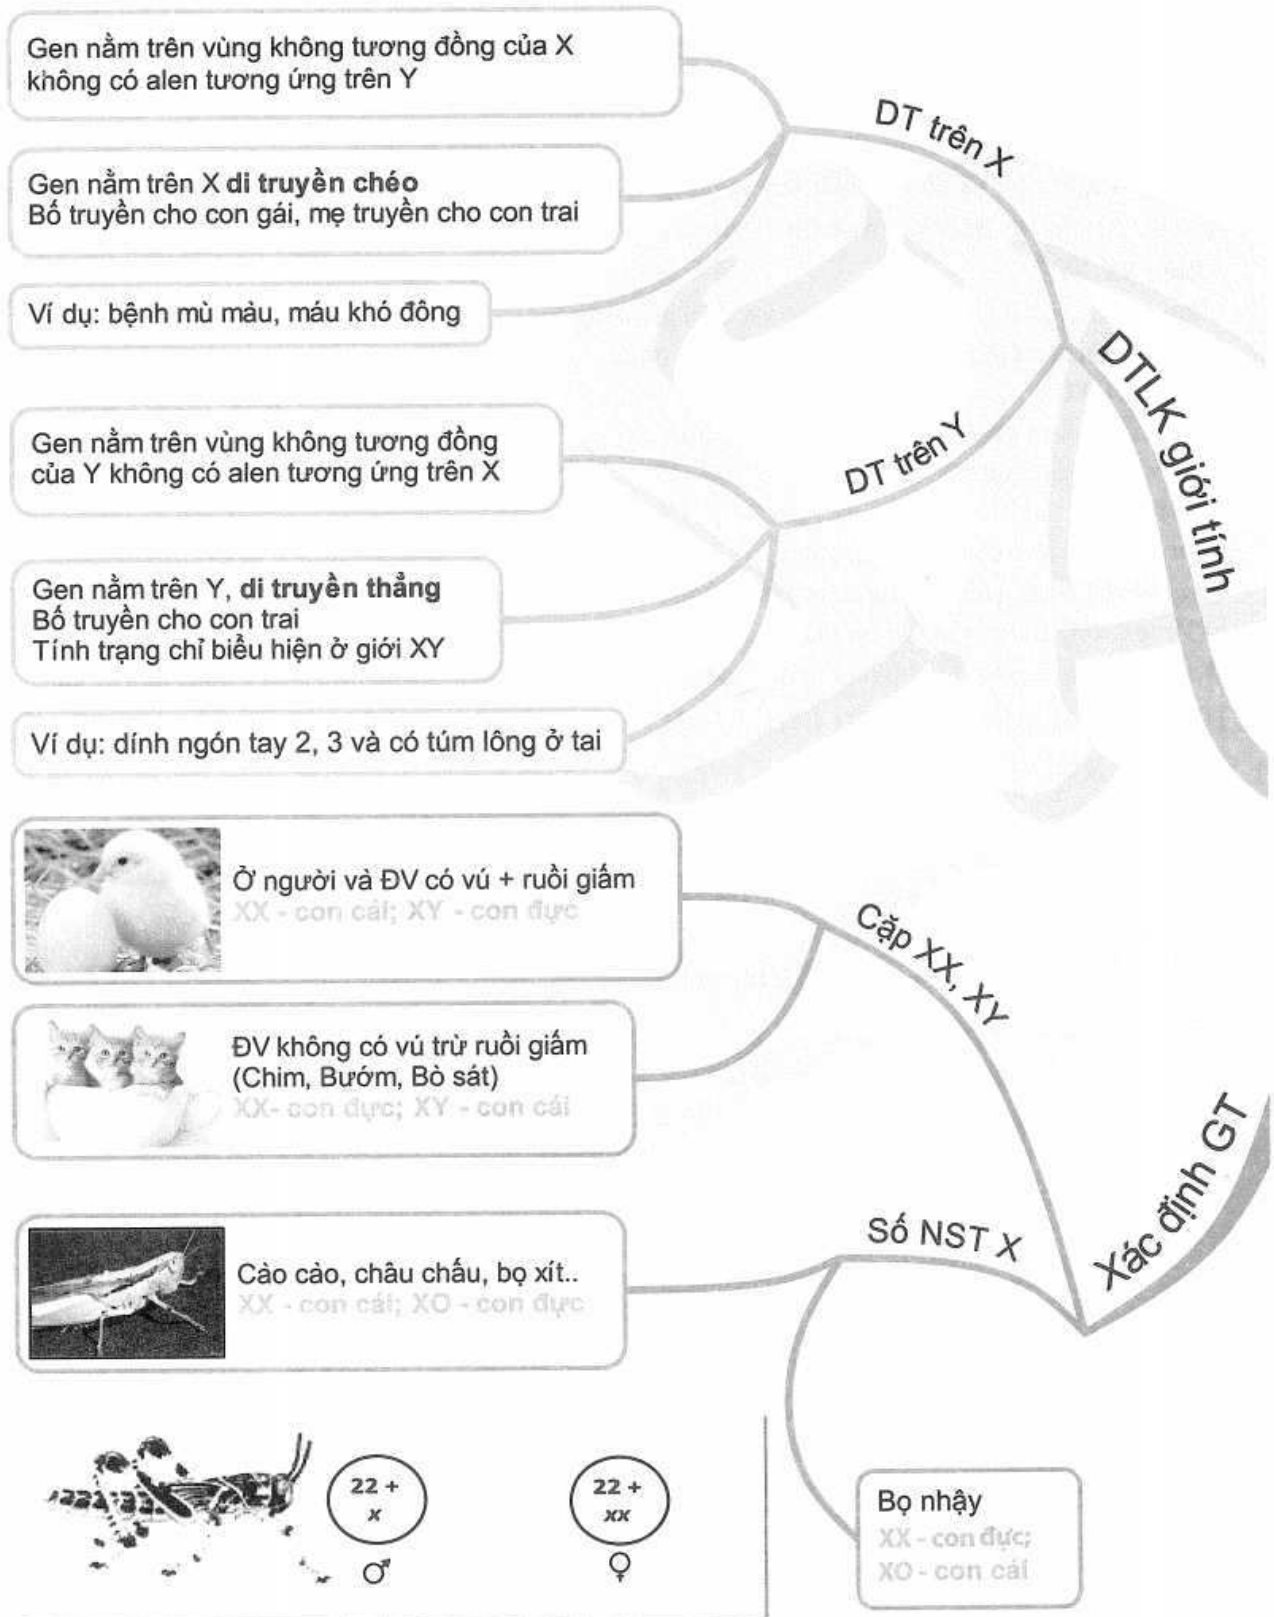 Gen nằm trên vùng không tương đồng của X
không có alen tương ứng trên Y
DT trên X
Gen nằm trên X di truyền chéo
Bố truyền cho con gái, mẹ truyền cho con trai
Ví dụ: bệnh mù màu, máu khó đông
DTLK giới tính
Gen nằm trên vùng không tương đồng
của Y không có alen tương ứng trên X
DT trên Y
Gen nằm trên Y, di truyền thẳng
Bố truyền cho con trai
Tính trạng chỉ biểu hiện ở giới XY
Ví dụ: dính ngón tay 2, 3 và có túm lông ở tai
Ở người và ĐV có vú + ruồi giấm
XX - con cái; XY - con đực
Cặp XX, XY
ĐV không có vú trừ ruồi giấm
(Chim, Bướm, Bò sát)
XX- con đực; XY - con cái
Xác định GT
Số NST X
Cào cào, châu chấu, bọ xít..
XX - con cái; XO - con đực
22 +
x
♂
22 +
xx
♀
Bọ nhậy
XX - con đực;
XO - con cái